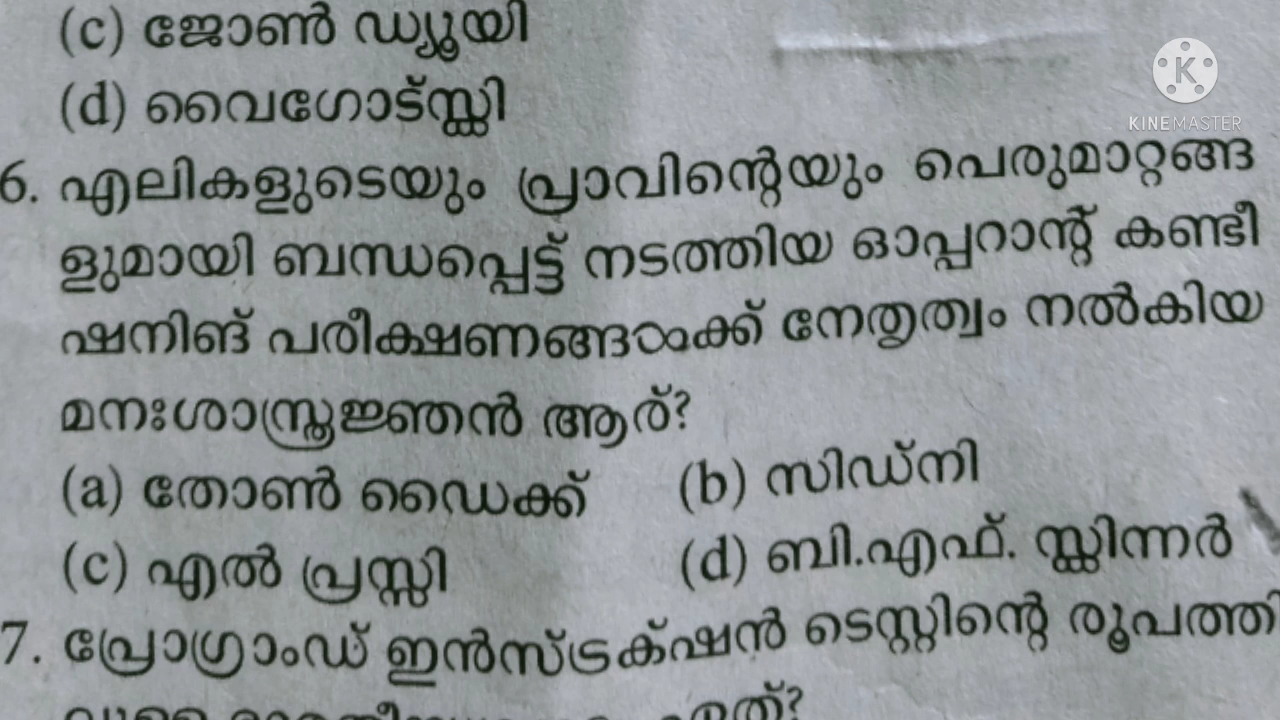 (c) ജോൺ ഡ്യൂയി
(d) വൈഗോട്സ്കി
KINEMASTER
6. എലികളുടെയും പ്രാവിന്റെയും പെരുമാറ്റങ്ങ
ളുമായി ബന്ധപ്പെട്ട് നടത്തിയ ഓപ്പറാന്റ് കണ്ടീ
ഷനിങ് പരീക്ഷണങ്ങൾക്ക് നേതൃത്വം നൽകിയ
മനഃശാസ്ത്രജ്ഞൻ ആര്?
(a) തോൺ ഡൈക്ക് (b) സിഡ്നി
(c) എൽ പ്രസ്സി (d) ബി.എഫ്. സ്കിന്നർ
7. പ്രോഗ്രാംഡ് ഇൻസ്ട്രക്ഷൻ ടെസ്റ്റിന്റെ രൂപത്തി
ഏത്?